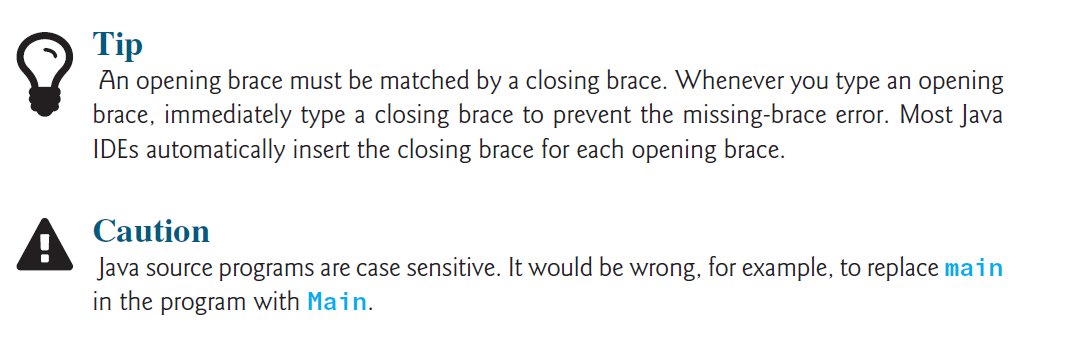 Tip
An opening brace must be matched by a closing brace. Whenever you type an opening
brace, immediately type a closing brace to prevent the missing-brace error. Most Java
IDEs automatically insert the closing brace for each opening brace.
Caution
Java source programs are case sensitive. It would be wrong, for example, to replace main
in the program with Main.